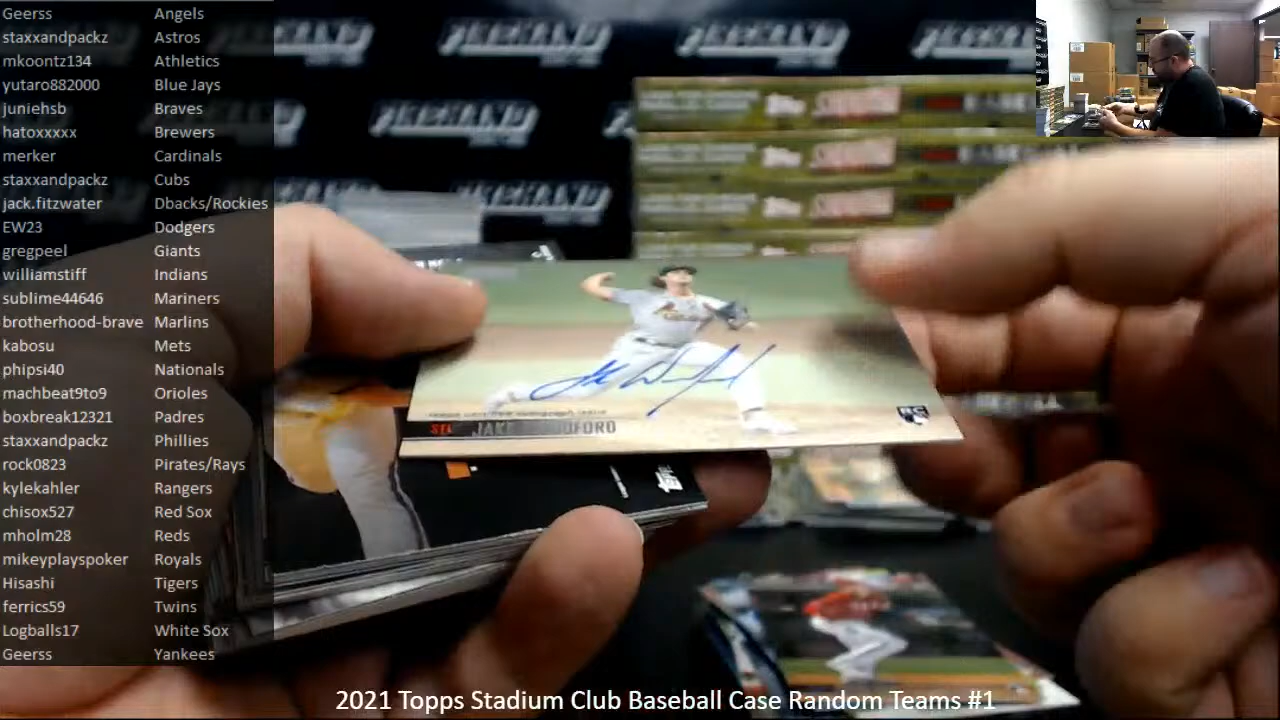 Geerss Angels
staxxandpackz Astros
mkoontz134 Athletics
yutaro882000 Blue Jays
juniehsb Braves
hatoxxxxx Brewers
merker Cardinals
staxxandpackz Cubs
jack.fitzwater Dbacks/Rockies
EW23 Dodgers
gregpeel Giants
williamstiff Indians
sublime44646 Mariners
brotherhood-brave Marlins
kabosu Mets
phipsi40 Nationals
machbeat9to9 Orioles
boxbreak12321 Padres
staxxandpackz Phillies
rock0823 Pirates/Rays
kylekahler Rangers
chisox527 Red Sox
mholm28 Reds
mikeyplayspoker Royals
Hisashi Tigers
ferrics59 Twins
Logballs17 White Sox
Geerss Yankees
JAKE
RC
topps
2021 Topps Stadium Club Baseball Case Random Teams #1